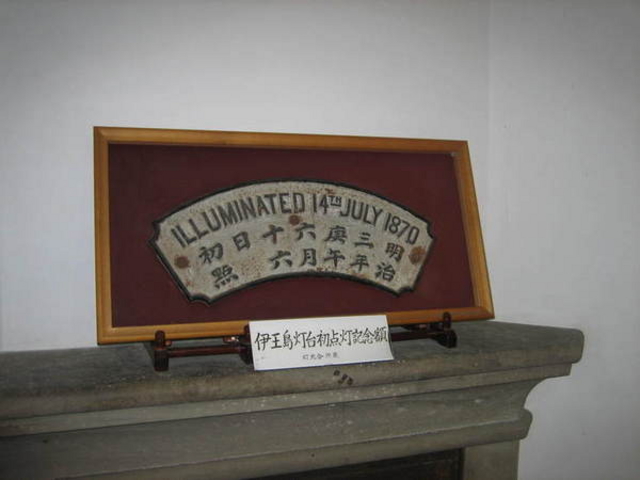 ILLUMINATED 14TH JULY 1870
明治
三年
庚午
六月
十六
日
初點
伊王島灯台初点灯記念額